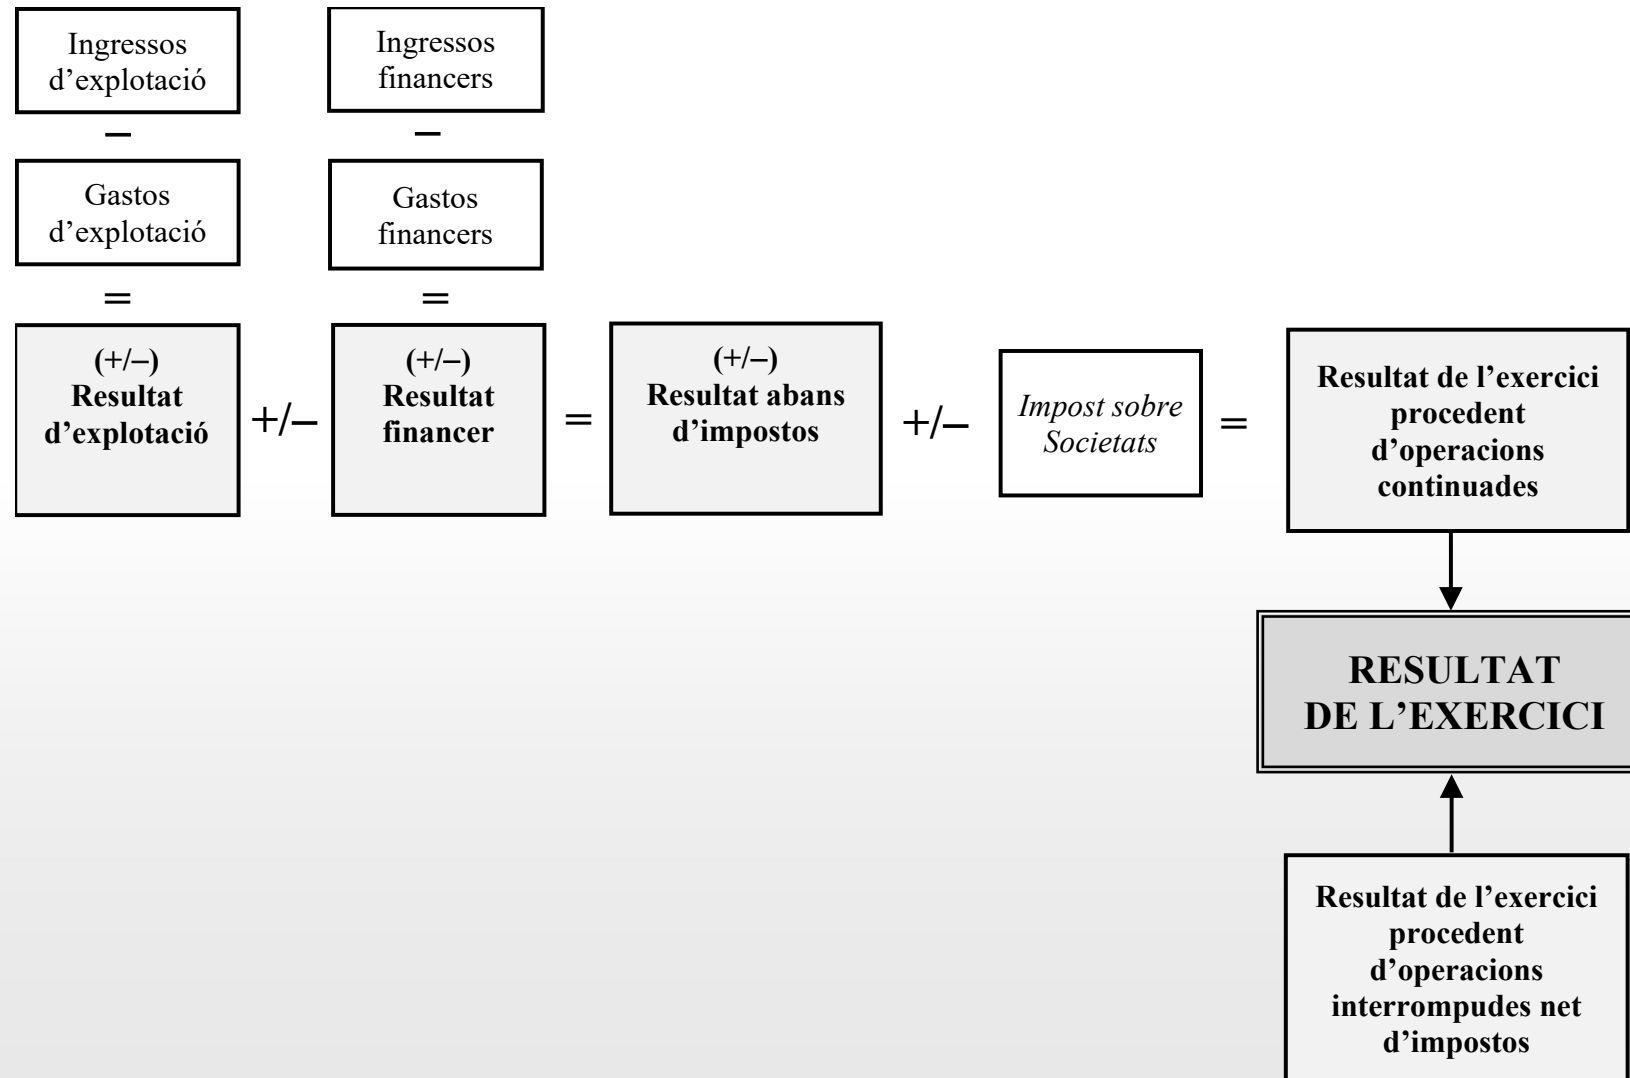 Ingressos
d’explotació
–
Gastos
d’explotació
=
(+/–)
Resultat
d’explotació
+/–
Ingressos
financers
–
Gastos
financers
=
(+/–)
Resultat
financer
=
(+/–)
Resultat abans
d’impostos
+/–
Impost sobre
Societats
=
Resultat de l’exercici
procedent
d’operacions
continuades
RESULTAT
DE L’EXERCICI
Resultat de l’exercici
procedent
d’operacions
interrompudes net
d’impostos